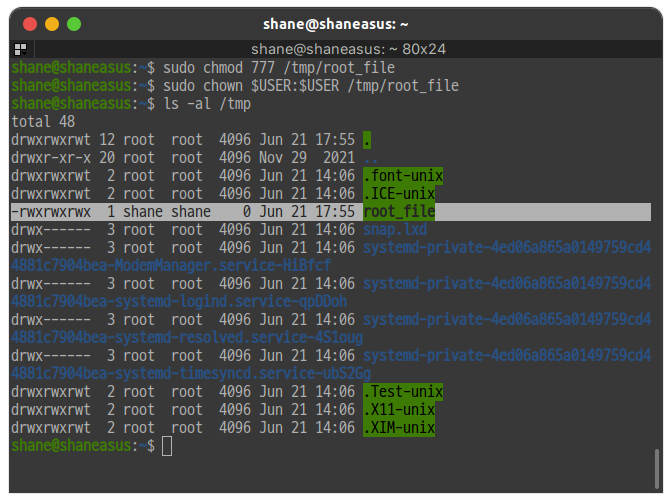 shane@shaneasus: ~
shane@shaneasus: ~ 80x24
shane@shaneasus:~$ sudo chmod 777 /tmp/root_file
shane@shaneasus:~$ sudo chown $USER:$USER /tmp/root_file
shane@shaneasus:~$ ls -al /tmp
total 48
drwxrwxrwt 12 root  root  4096 Jun 21 17:55 .
drwxr-xr-x 20 root  root  4096 Nov 29  2021 ..
drwxrwxrwt  2 root  root  4096 Jun 21 14:06 .font-unix
drwxrwxrwt  2 root  root  4096 Jun 21 14:06 .ICE-unix
-rwxrwxrwx  1 shane shane    0 Jun 21 17:55 root_file
drwx------  3 root  root  4096 Jun 21 14:06 snap.lxd
drwx------  3 root  root  4096 Jun 21 14:06 systemd-private-4ed06a865a0149759cd4
4881c7904bea-ModemManager.service-HiBfcf
drwx------  3 root  root  4096 Jun 21 14:06 systemd-private-4ed06a865a0149759cd4
4881c7904bea-systemd-logind.service-qpDDoh
drwx------  3 root  root  4096 Jun 21 14:06 systemd-private-4ed06a865a0149759cd4
4881c7904bea-systemd-resolved.service-4S1oug
drwx------  3 root  root  4096 Jun 21 14:06 systemd-private-4ed06a865a0149759cd4
4881c7904bea-systemd-timesyncd.service-ubS2Gg
drwxrwxrwt  2 root  root  4096 Jun 21 14:06 .Test-unix
drwxrwxrwt  2 root  root  4096 Jun 21 14:06 .X11-unix
drwxrwxrwt  2 root  root  4096 Jun 21 14:06 .XIM-unix
shane@shaneasus:~$